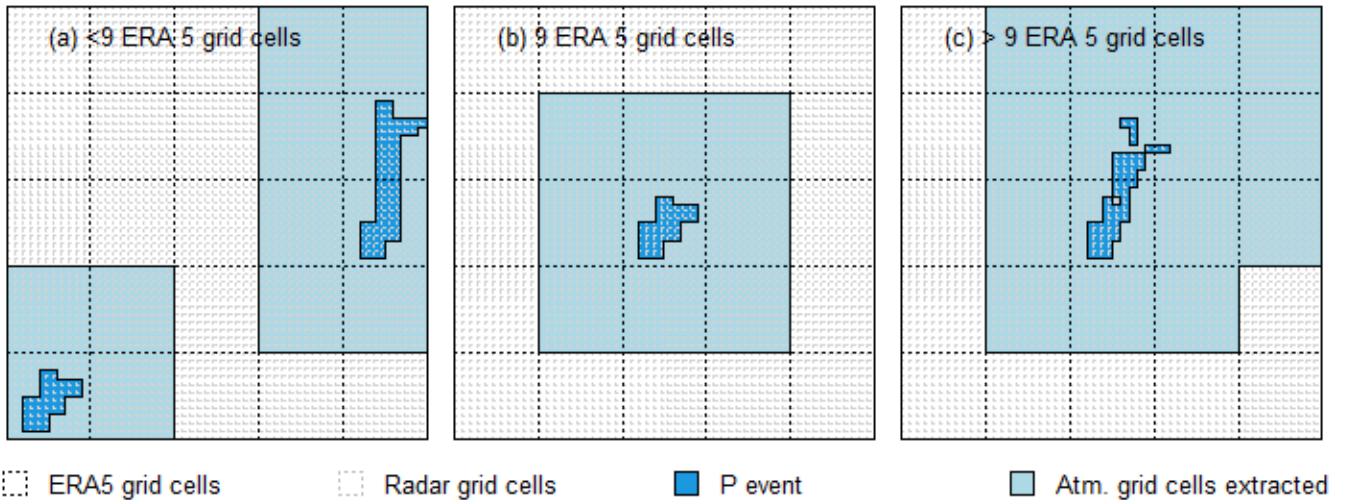 (a) <9 ERA 5 grid cells
(b) 9 ERA 5 grid cells
(c) > 9 ERA 5 grid cells
ERA5 grid cells
Radar grid cells
P event
Atm. grid cells extracted